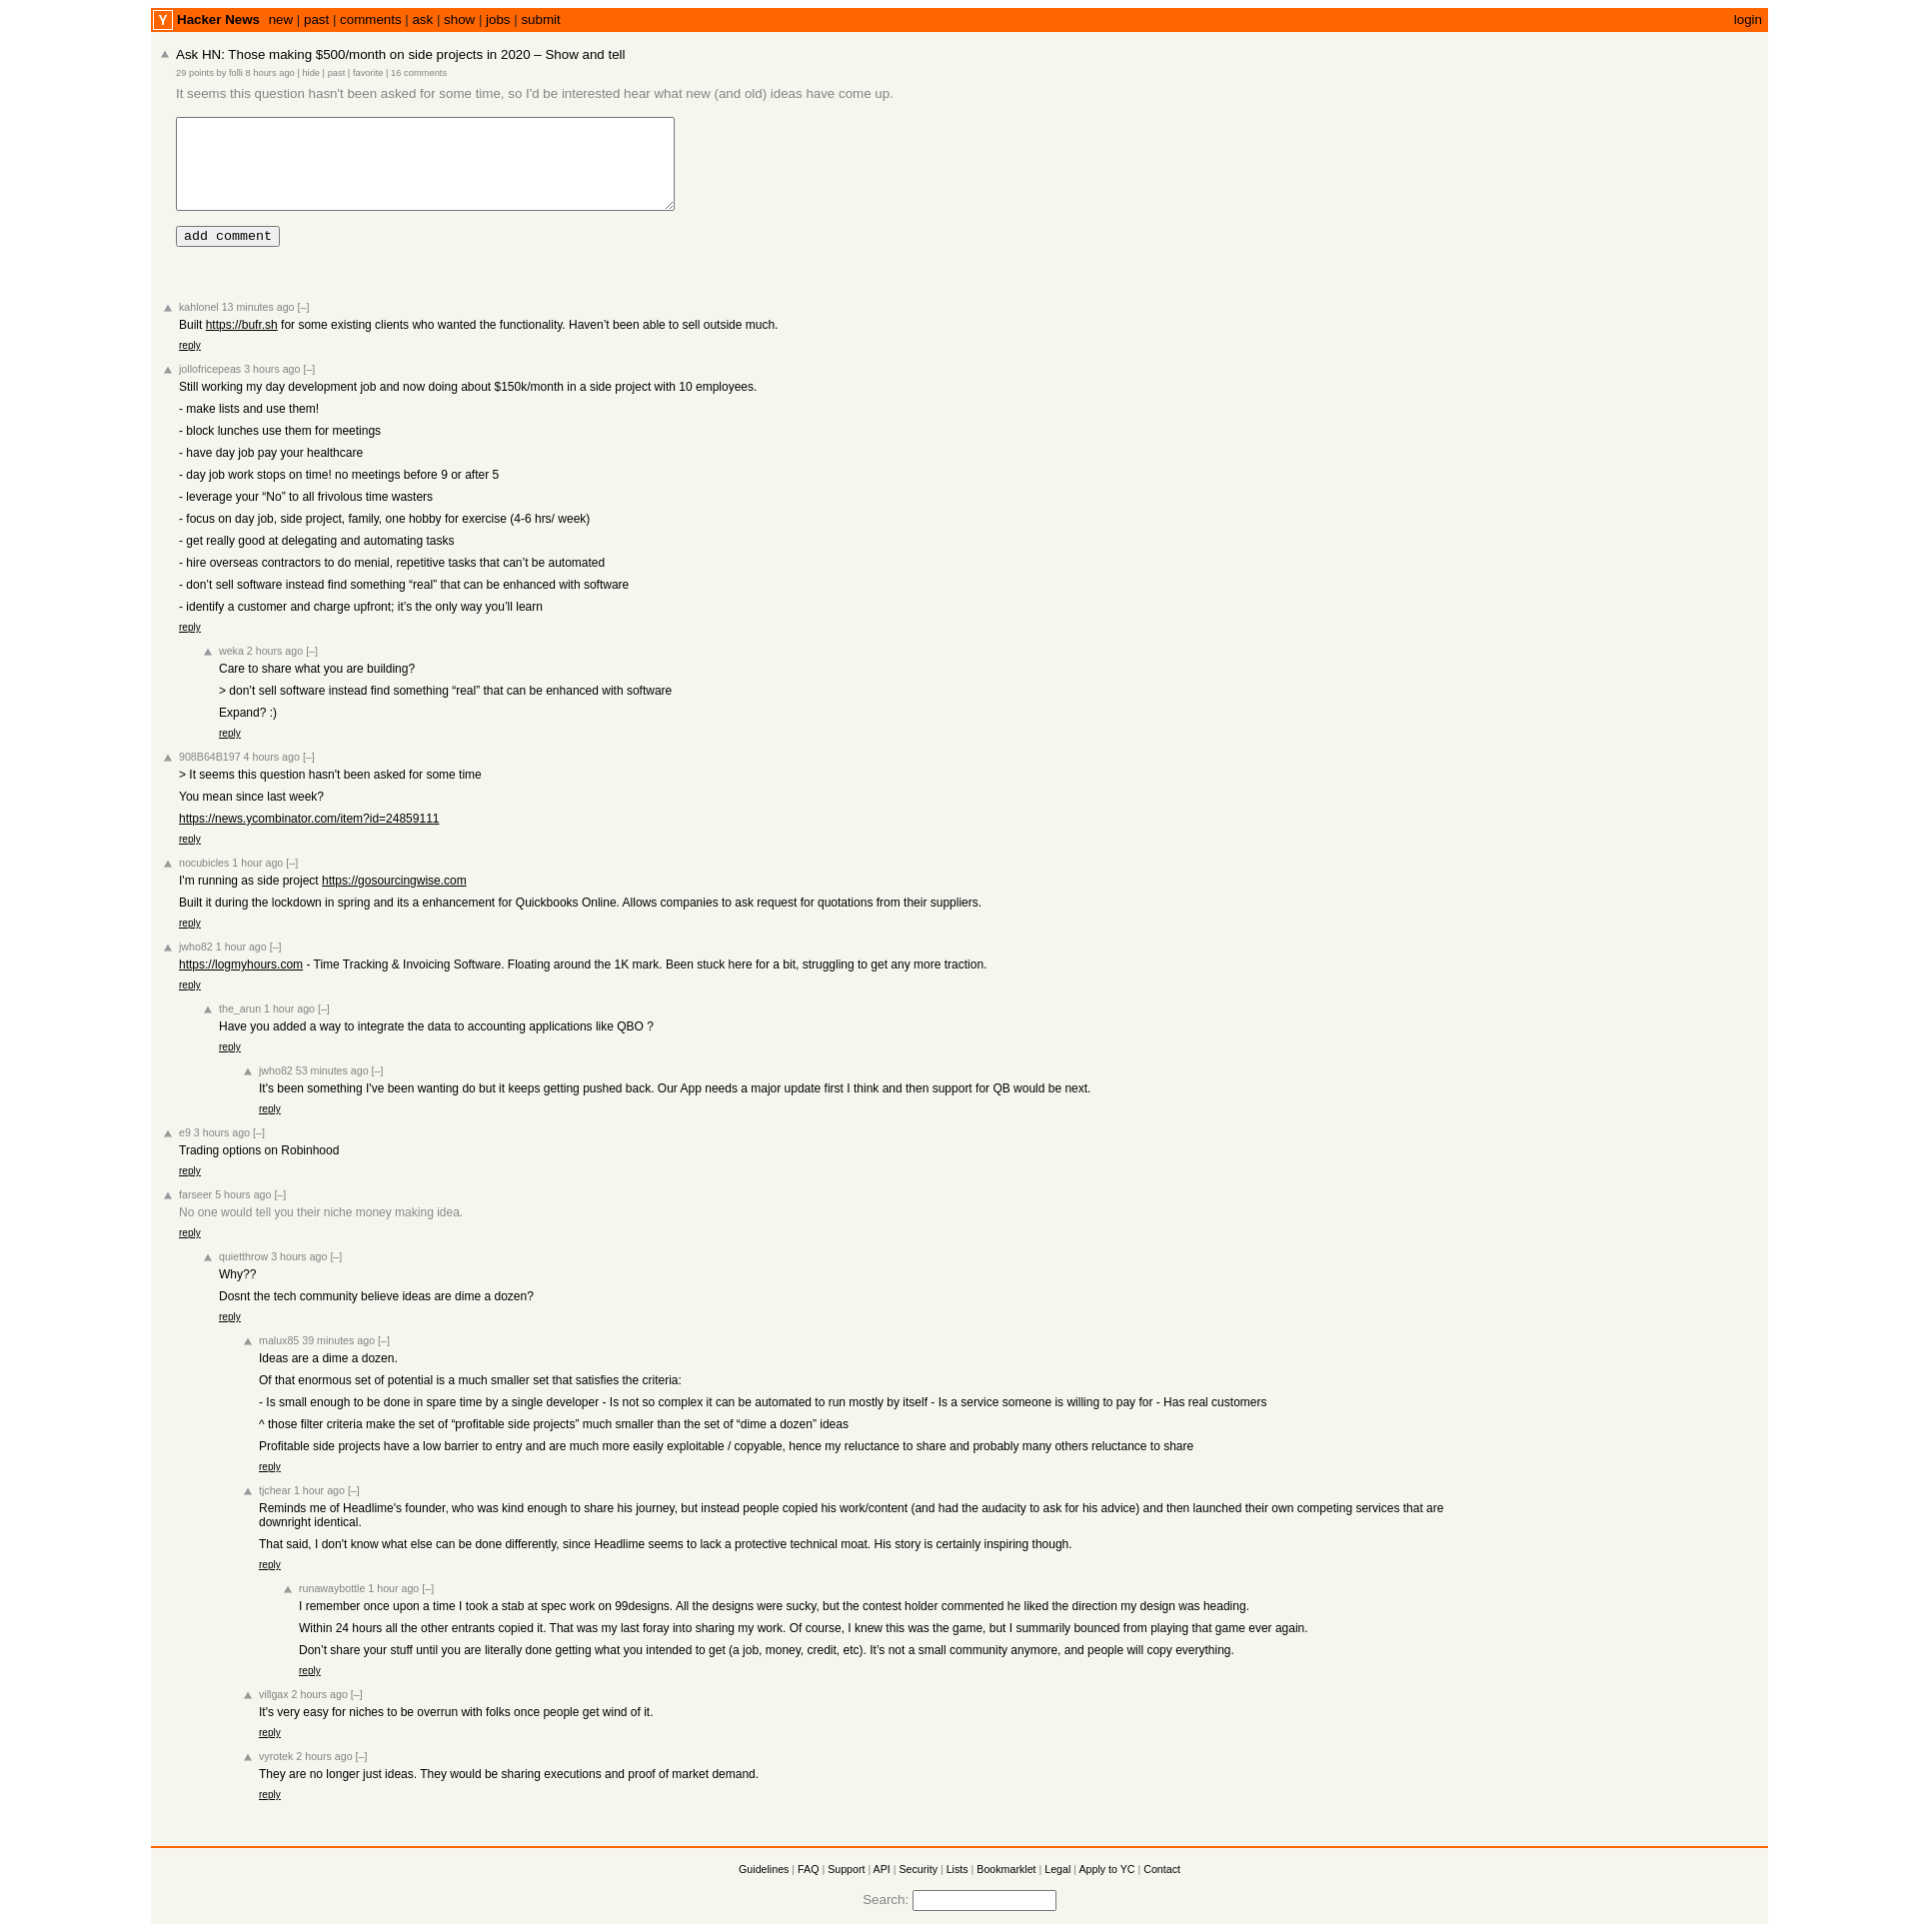 Y Hacker News new | past | comments | ask | show | jobs | submit login
Ask HN: Those making $500/month on side projects in 2020 – Show and tell
29 points by folli 8 hours ago | hide | past | favorite | 16 comments
It seems this question hasn't been asked for some time, so I'd be interested hear what new (and old) ideas have come up.
add comment
kahlonel 13 minutes ago [–]
Built https://bufr.sh for some existing clients who wanted the functionality. Haven’t been able to sell outside much.
reply
jollofricepeas 3 hours ago [–]
Still working my day development job and now doing about $150k/month in a side project with 10 employees.
- make lists and use them!
- block lunches use them for meetings
- have day job pay your healthcare
- day job work stops on time! no meetings before 9 or after 5
- leverage your “No” to all frivolous time wasters
- focus on day job, side project, family, one hobby for exercise (4-6 hrs/ week)
- get really good at delegating and automating tasks
- hire overseas contractors to do menial, repetitive tasks that can’t be automated
- don’t sell software instead find something “real” that can be enhanced with software
- identify a customer and charge upfront; it’s the only way you’ll learn
reply
weka 2 hours ago [–]
Care to share what you are building?
> don’t sell software instead find something “real” that can be enhanced with software
Expand? :)
reply
908B64B197 4 hours ago [–]
> It seems this question hasn't been asked for some time
You mean since last week?
https://news.ycombinator.com/item?id=24859111
reply
nocubicles 1 hour ago [–]
I'm running as side project https://gosourcingwise.com
Built it during the lockdown in spring and its a enhancement for Quickbooks Online. Allows companies to ask request for quotations from their suppliers.
reply
jwho82 1 hour ago [–]
https://logmyhours.com - Time Tracking & Invoicing Software. Floating around the 1K mark. Been stuck here for a bit, struggling to get any more traction.
reply
the_arun 1 hour ago [–]
Have you added a way to integrate the data to accounting applications like QBO ?
reply
jwho82 53 minutes ago [–]
It's been something I've been wanting do but it keeps getting pushed back. Our App needs a major update first I think and then support for QB would be next.
reply
e9 3 hours ago [–]
Trading options on Robinhood
reply
farseer 5 hours ago [–]
No one would tell you their niche money making idea.
reply
quietthrow 3 hours ago [–]
Why??
Dosnt the tech community believe ideas are dime a dozen?
reply
malux85 39 minutes ago [–]
Ideas are a dime a dozen.
Of that enormous set of potential is a much smaller set that satisfies the criteria:
- Is small enough to be done in spare time by a single developer - Is not so complex it can be automated to run mostly by itself - Is a service someone is willing to pay for - Has real customers
^ those filter criteria make the set of “profitable side projects” much smaller than the set of “dime a dozen” ideas
Profitable side projects have a low barrier to entry and are much more easily exploitable / copyable, hence my reluctance to share and probably many others reluctance to share
reply
tjchear 1 hour ago [–]
Reminds me of Headlime's founder, who was kind enough to share his journey, but instead people copied his work/content (and had the audacity to ask for his advice) and then launched their own competing services that are
downright identical.
That said, I don't know what else can be done differently, since Headlime seems to lack a protective technical moat. His story is certainly inspiring though.
reply
runawaybottle 1 hour ago [–]
I remember once upon a time I took a stab at spec work on 99designs. All the designs were sucky, but the contest holder commented he liked the direction my design was heading.
Within 24 hours all the other entrants copied it. That was my last foray into sharing my work. Of course, I knew this was the game, but I summarily bounced from playing that game ever again.
Don’t share your stuff until you are literally done getting what you intended to get (a job, money, credit, etc). It’s not a small community anymore, and people will copy everything.
reply
villgax 2 hours ago [–]
It's very easy for niches to be overrun with folks once people get wind of it.
reply
vyrotek 2 hours ago [–]
They are no longer just ideas. They would be sharing executions and proof of market demand.
reply
Guidelines | FAQ | Support | API | Security | Lists | Bookmarklet | Legal | Apply to YC | Contact
Search: